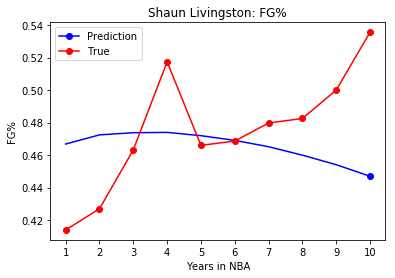 Shaun Livingston: FG%
Prediction
True
0.54
0.52
0.50
0.48
0.46
0.44
0.42
FG%
1 2 3 4 5 6 7 8 9 10
Years in NBA